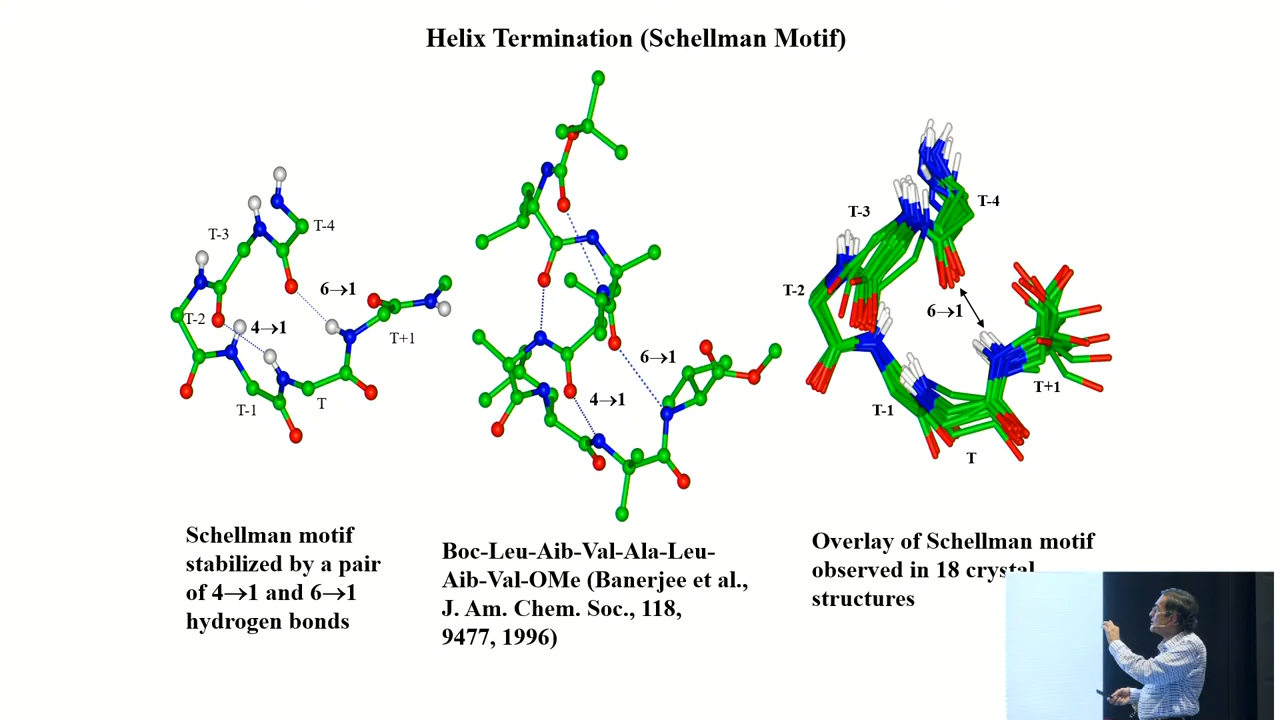 Helix Termination (Schellman Motif)
T-3
T-4
6→1
T-2
4→1
T+1
T-1
T
6→1
4→1
T-3
T-4
T-2
6→1
T+1
T-1
T
Schellman motif
stabilized by a pair
of 4→1 and 6→1
hydrogen bonds
Boc-Leu-Aib-Val-Ala-Leu-
Aib-Val-OMe (Banerjee et al.,
J. Am. Chem. Soc., 118,
9477, 1996)
Overlay of Schellman motif
observed in 18 crystal
structures